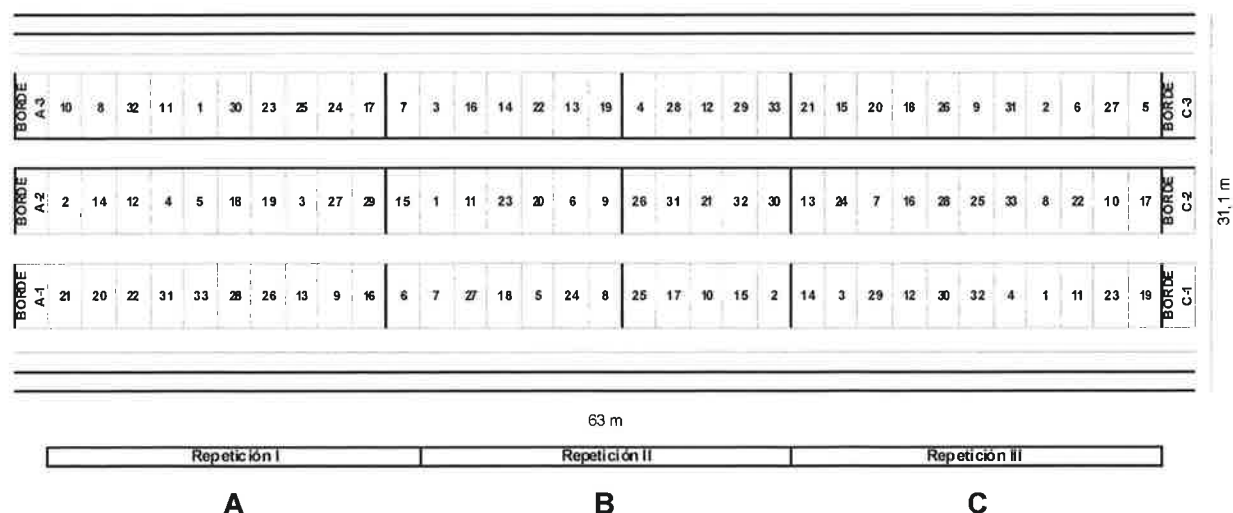 BORDE A-3 10 8 32 11 1 30 23 25 24 17 7 3 16 14 22 13 19 4 28 12 29 33 21 15 20 18 26 9 31 2 6 27 5 BORDE C-3
BORDE A-2 2 14 12 4 5 18 19 3 27 29 15 1 11 23 20 6 9 26 31 21 32 30 13 24 7 16 28 25 33 8 22 10 17 BORDE C-2
31,1 m
BORDE A-1 21 20 22 31 33 28 26 13 9 16 6 7 27 18 5 24 8 25 17 10 15 2 14 3 29 12 30 32 4 1 11 23 19 BORDE C-1
63 m
Repetición I Repetición II Repetición III
A B C